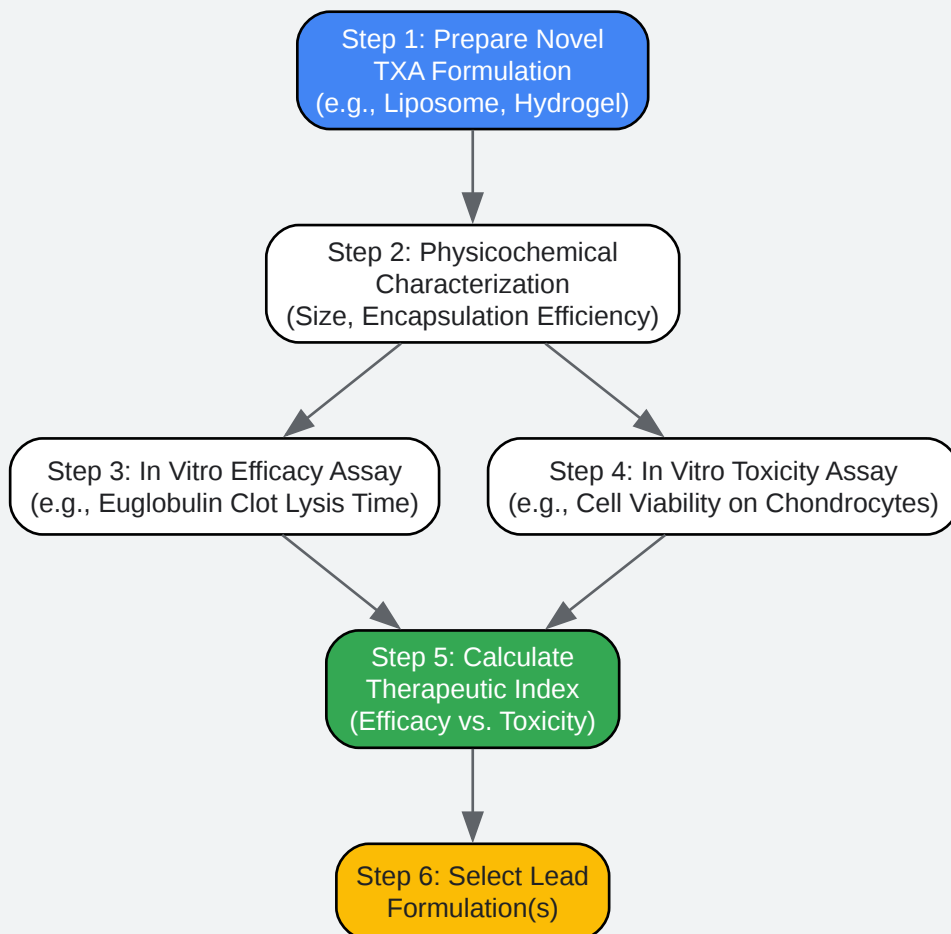 Step 1: Prepare Novel
TXA Formulation
(e.g., Liposome, Hydrogel)
Step 2: Physicochemical
Characterization
(Size, Encapsulation Efficiency)
Step 3: In Vitro Efficacy Assay
(e.g., Euglobulin Clot Lysis Time)
Step 4: In Vitro Toxicity Assay
(e.g., Cell Viability on Chondrocytes)
Step 5: Calculate
Therapeutic Index
(Efficacy vs. Toxicity)
Step 6: Select Lead
Formulation(s)